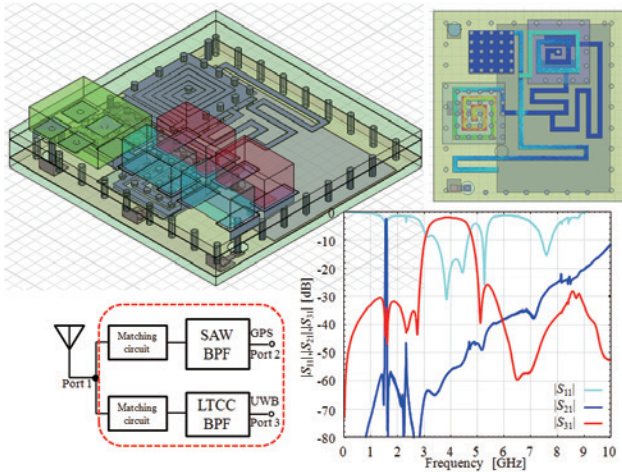 Matching
circuit
SAW
BPF
GPS
Port 2
Port 1
Matching
circuit
LTCC
BPF
UWB
Port 3
|S11|,|S21|,|S31| [dB]
0
-10
-20
-30
-40
-50
-60
-70
-80
|S11|
|S21|
|S31|
0 1 2 3 4 5 6 7 8 9 10
Frequency [GHz]